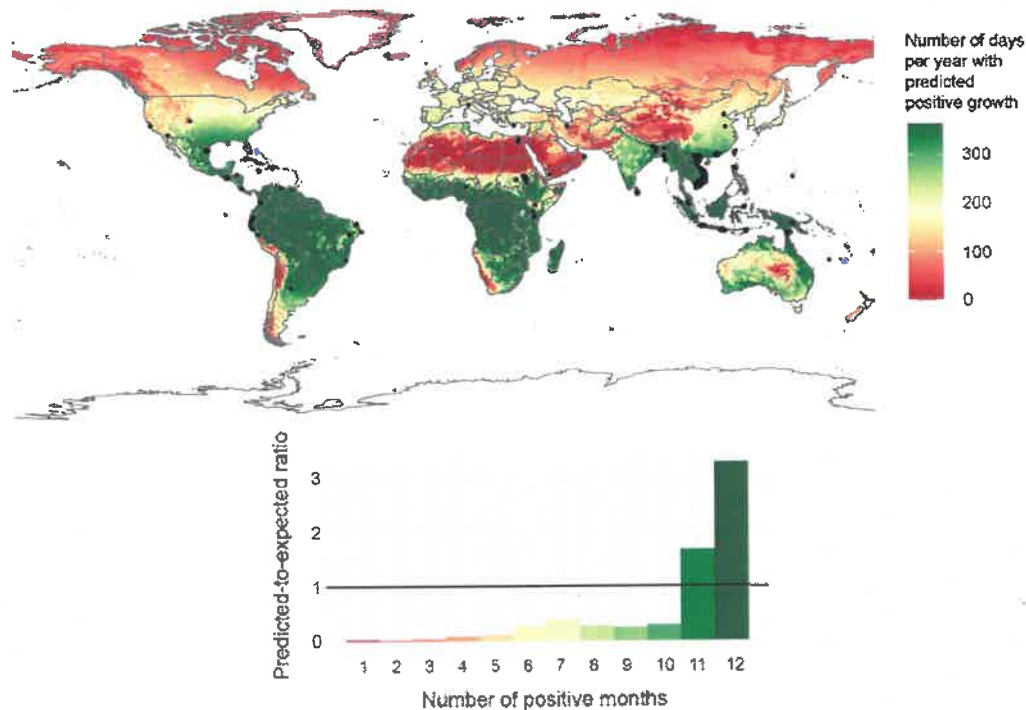 Number of days
per year with
predicted
positive growth
300
200
100
0
Predicted-to-expected ratio
3
2
1
0
1 2 3 4 5 6 7 8 9 10 11 12
Number of positive months